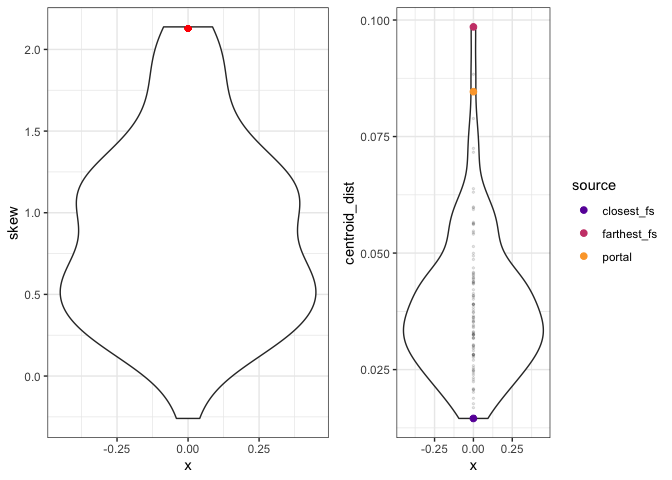 skew
2.0
1.5
1.0
0.5
0.0
-0.25 0.00 0.25
x
centroid_dist
0.100
0.075
0.050
0.025
-0.25 0.00 0.25
x
source
closest_fs
farthest_fs
portal